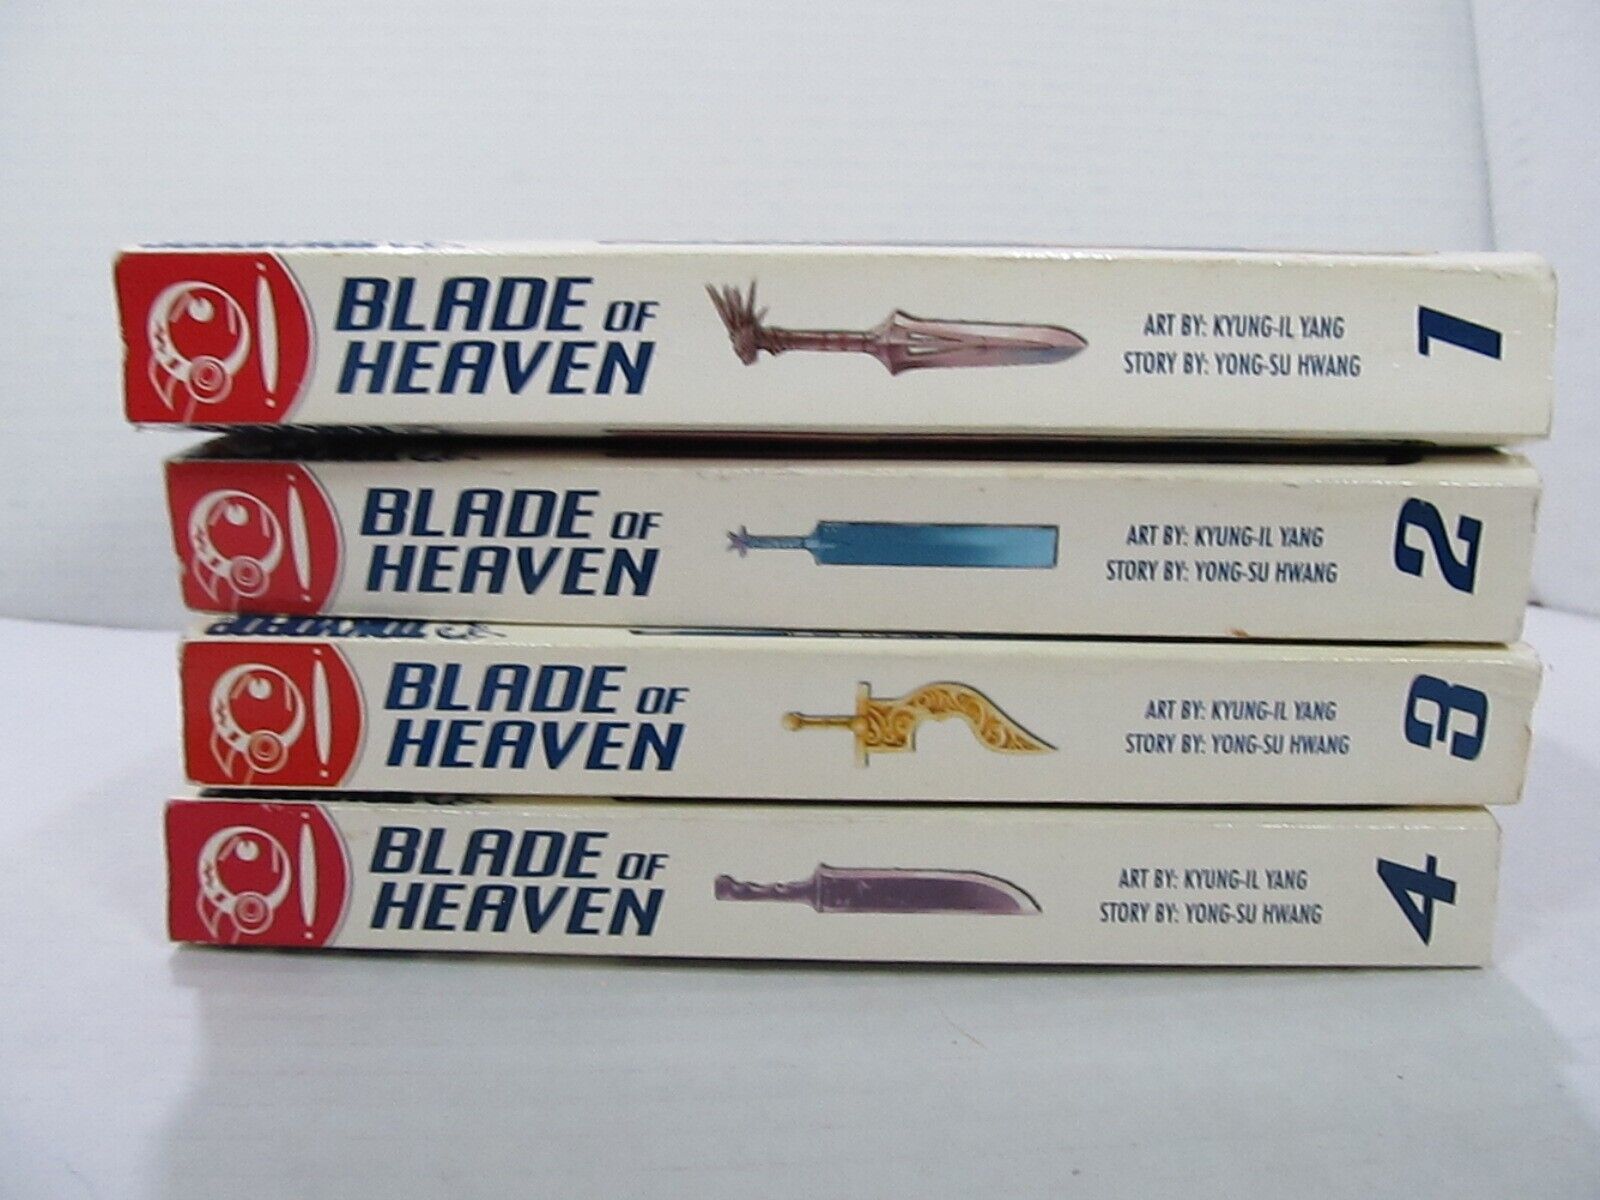 BLADE OF
HEAVEN
ART BY: KYUNG-IL YANG
STORY BY: YONG-SU HWANG
1
BLADE OF
HEAVEN
ART BY: KYUNG-IL YANG
STORY BY: YONG-SU HWANG
2
BLADE OF
HEAVEN
ART BY: KYUNG-IL YANG
STORY BY: YONG-SU HWANG
3
BLADE OF
HEAVEN
ART BY: KYUNG-IL YANG
STORY BY: YONG-SU HWANG
4